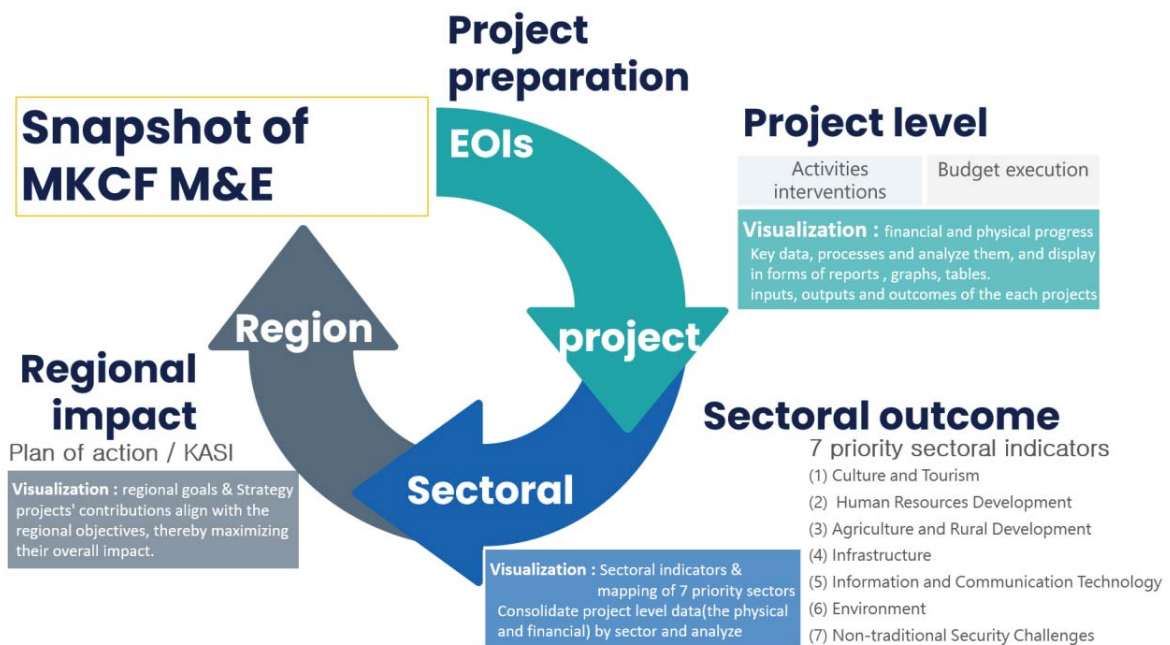 Project
preparation
Snapshot of
MKCF M&E
EOIs
Project level
Activities
interventions
Budget execution
Visualization : financial and physical progress
Key data, processes and analyze them, and display
in forms of reports , graphs, tables.
inputs, outputs and outcomes of the each projects
Region
project
Regional
impact
Plan of action / KASI
Visualization : regional goals & Strategy
projects' contributions align with the
regional objectives, thereby maximizing
their overall impact.
Sectoral
Sectoral outcome
7 priority sectoral indicators
(1) Culture and Tourism
(2) Human Resources Development
(3) Agriculture and Rural Development
(4) Infrastructure
(5) Information and Communication Technology
(6) Environment
(7) Non-traditional Security Challenges
Visualization : Sectoral indicators &
mapping of 7 priority sectors
Consolidate project level data(the physical
and financial) by sector and analyze